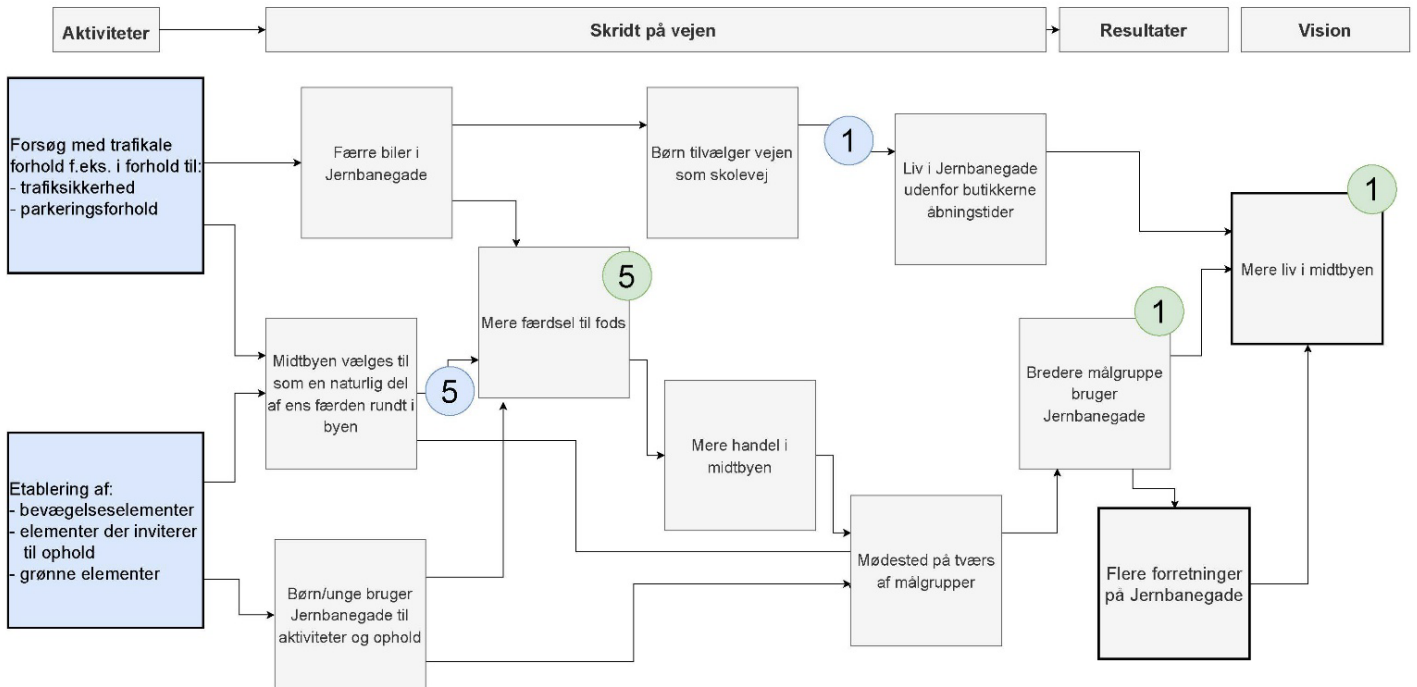 Aktiviteter
Skridt på vejen
Resultater
Vision
Forsøg med trafikale
forhold f.eks. i forhold til:
- trafiksikkerhed
- parkeringsforhold
Færre biler i
Jernbanegade
Børn tilvælger vejen
som skolevej
1
Liv i Jernbanegade
udenfor butikkerne
åbningstider
1
Mere liv i midtbyen
5
Mere færdsel til fods
Midtbyen vælges til
som en naturlig del
af ens færden rundt i
byen
5
1
Bredere målgruppe
bruger
Jernbanegade
Mere handel i
midtbyen
Etablering af:
- bevægelseselementer
- elementer der inviterer
til ophold
- grønne elementer
Børn/unge bruger
Jernbanegade til
aktiviteter og ophold
Mødested på tværs
af målgrupper
Flere forretninger
på Jernbanegade